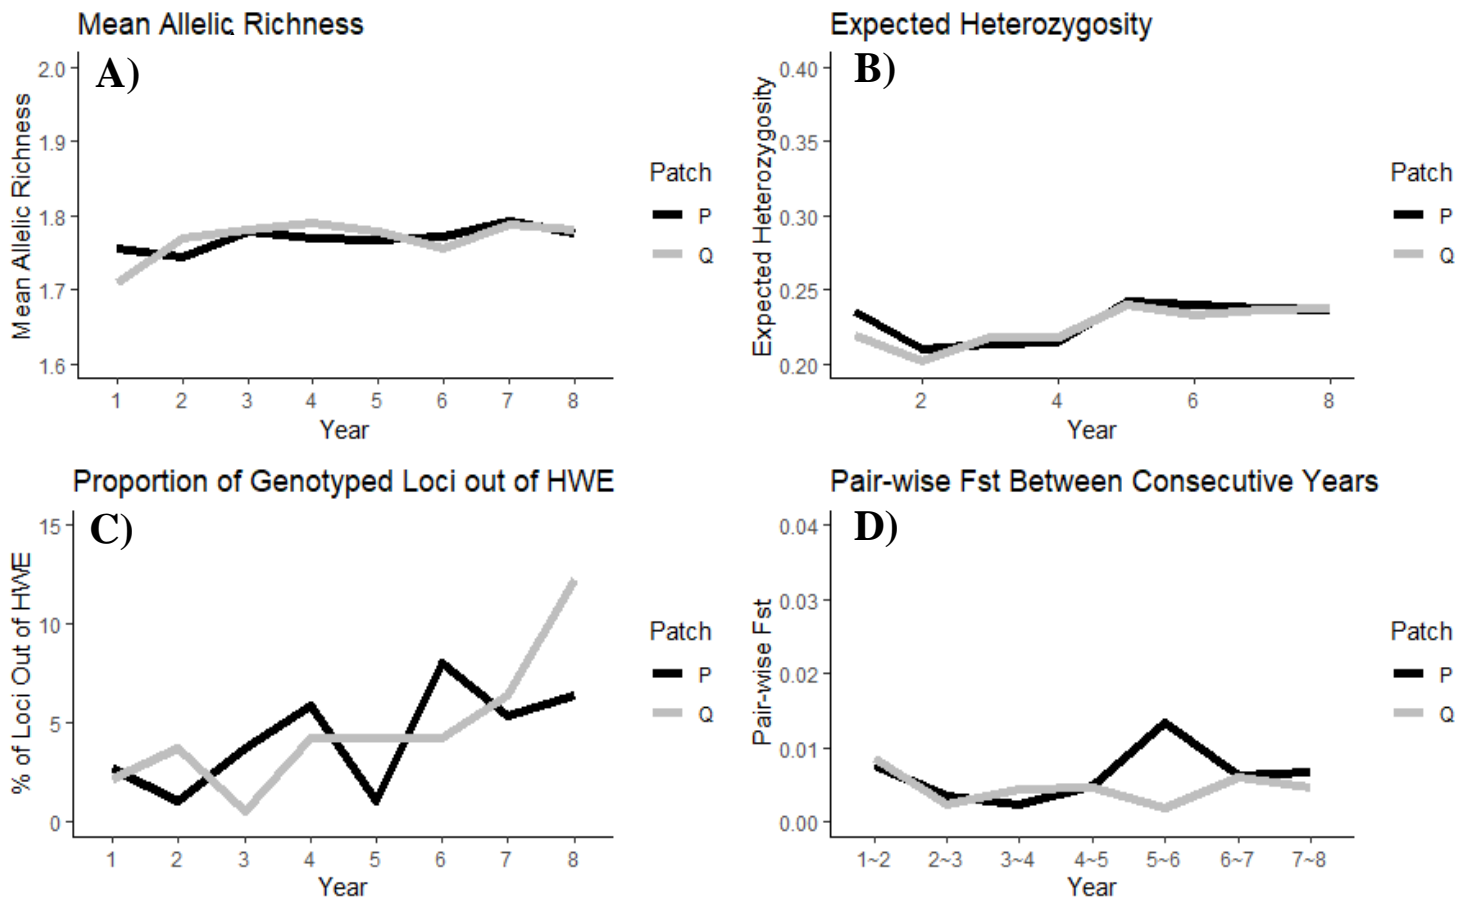 Mean Allelic Richness
A)
Mean Allelic Richness
2.0
1.9
1.8
1.7
1.6
1 2 3 4 5 6 7 8
Year
Patch
P
Q
Expected Heterozygosity
B)
Expected Heterozygosity
0.40
0.35
0.30
0.25
0.20
2 4 6 8
Year
Patch
P
Q
Proportion of Genotyped Loci out of HWE
C)
% of Loci Out of HWE
15
10
5
0
1 2 3 4 5 6 7 8
Year
Patch
P
Q
Pair-wise Fst Between Consecutive Years
D)
Pair-wise Fst
0.04
0.03
0.02
0.01
0.00
1~2 2~3 3~4 4~5 5~6 6~7 7~8
Year
Patch
P
Q